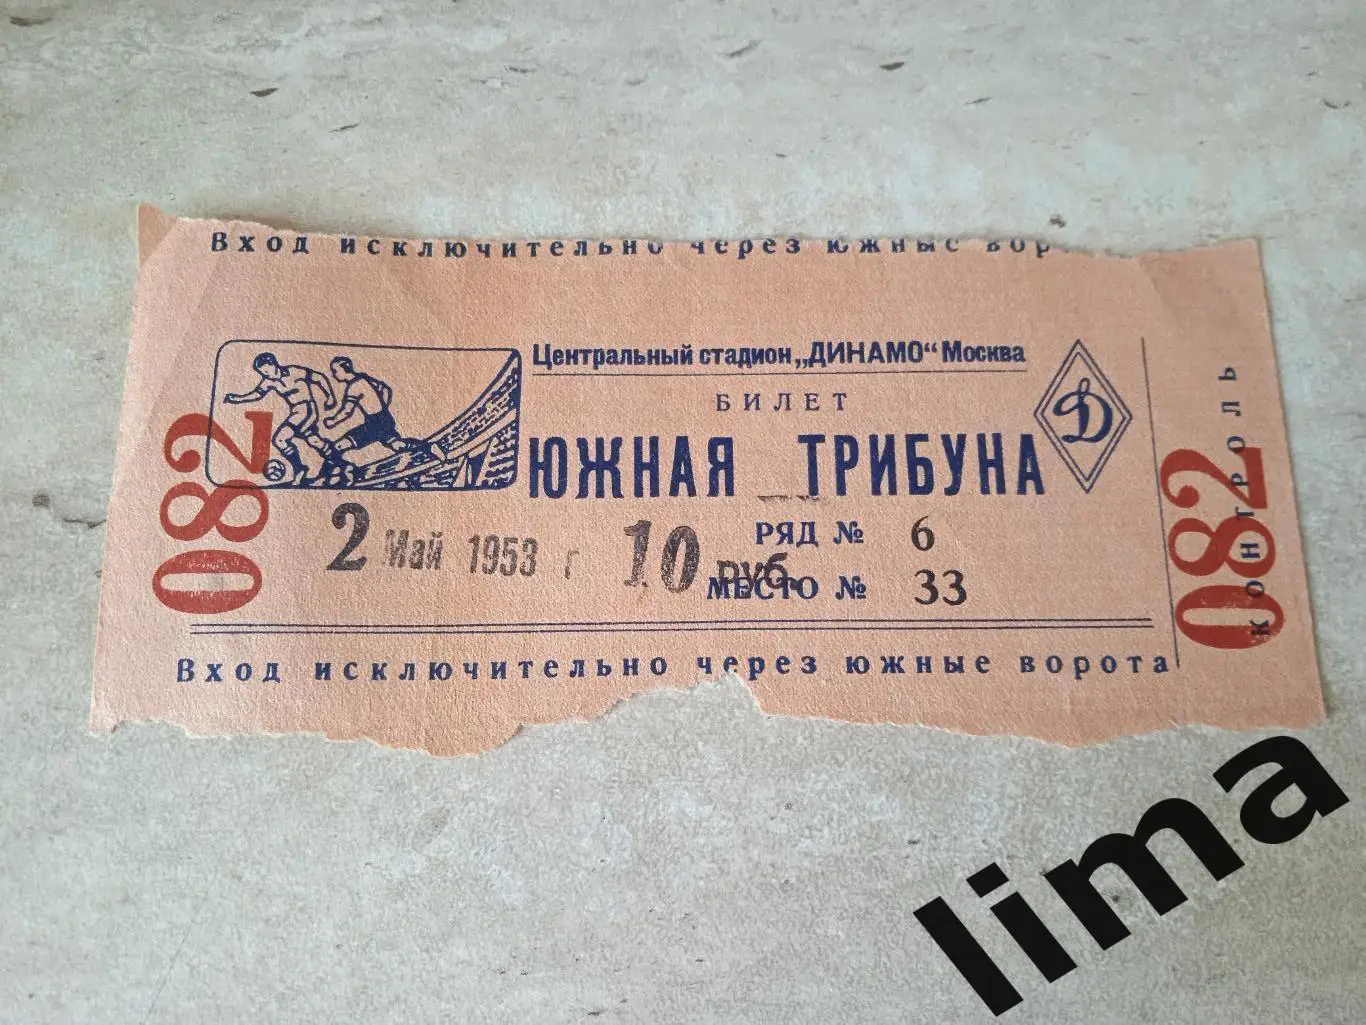 Вход исключительно через южные вор
082
Центральный стадион „ДИНАМО“ Москва
БИЛЕТ
ЮЖНАЯ ТРИБУНА
Д
2 Май 1953 г 10 руб.
РЯД № 6
МЕСТО № 33
Вход исключительно через южные ворота
КОНТРОЛЬ
082
lima